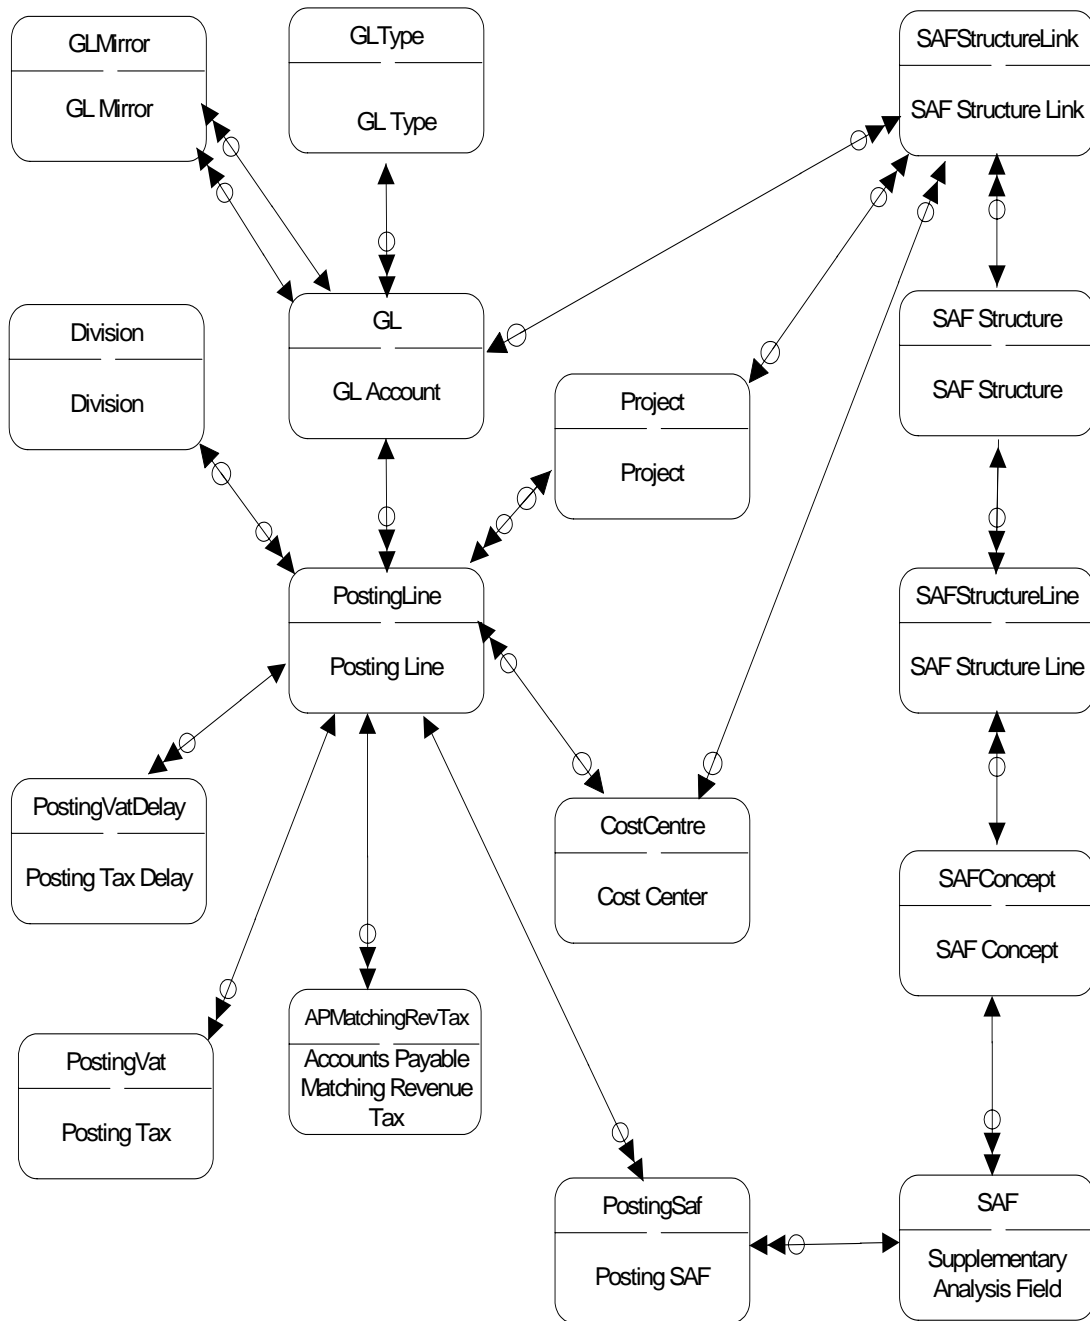 GLMirror
GL Mirror
GLType
GL Type
SAFStructureLink
SAF Structure Link
Division
Division
GL
GL Account
Project
Project
SAF Structure
SAF Structure
PostingLine
Posting Line
SAFStructureLine
SAF Structure Line
PostingVatDelay
Posting Tax Delay
CostCentre
Cost Center
SAFConcept
SAF Concept
PostingVat
Posting Tax
APMatchingRevTax
Accounts Payable
Matching Revenue
Tax
PostingSaf
Posting SAF
SAF
Supplementary
Analysis Field